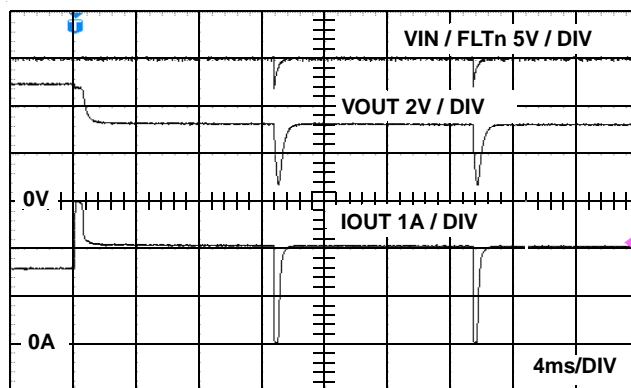 VIN / FLTn 5V / DIV
VOUT 2V / DIV
0V
IOUT 1A / DIV
0A
4ms/DIV